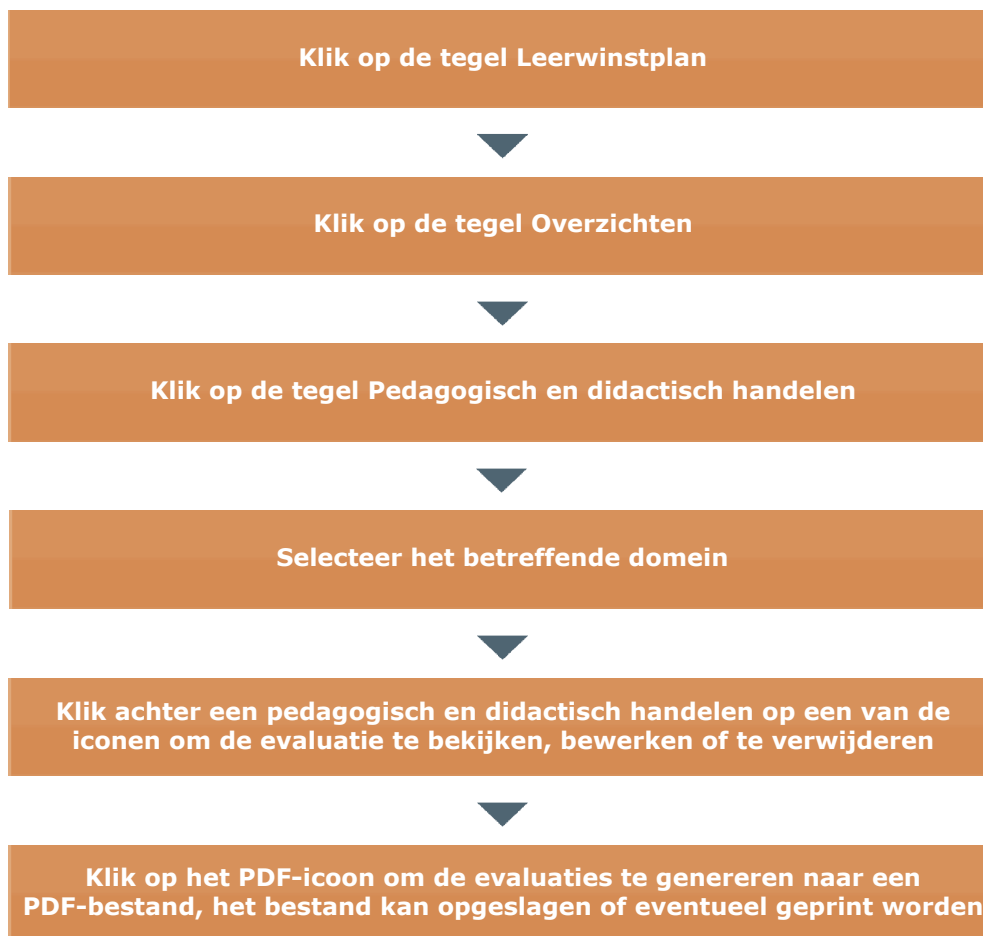 Klik op de tegel Leerwinstplan
Klik op de tegel Overzichten
Klik op de tegel Pedagogisch en didactisch handelen
Selecteer het betreffende domein
Klik achter een pedagogisch en didactisch handelen op een van de
iconen om de evaluatie te bekijken, bewerken of te verwijderen
Klik op het PDF-icoon om de evaluaties te genereren naar een
PDF-bestand, het bestand kan opgeslagen of eventueel geprint worden